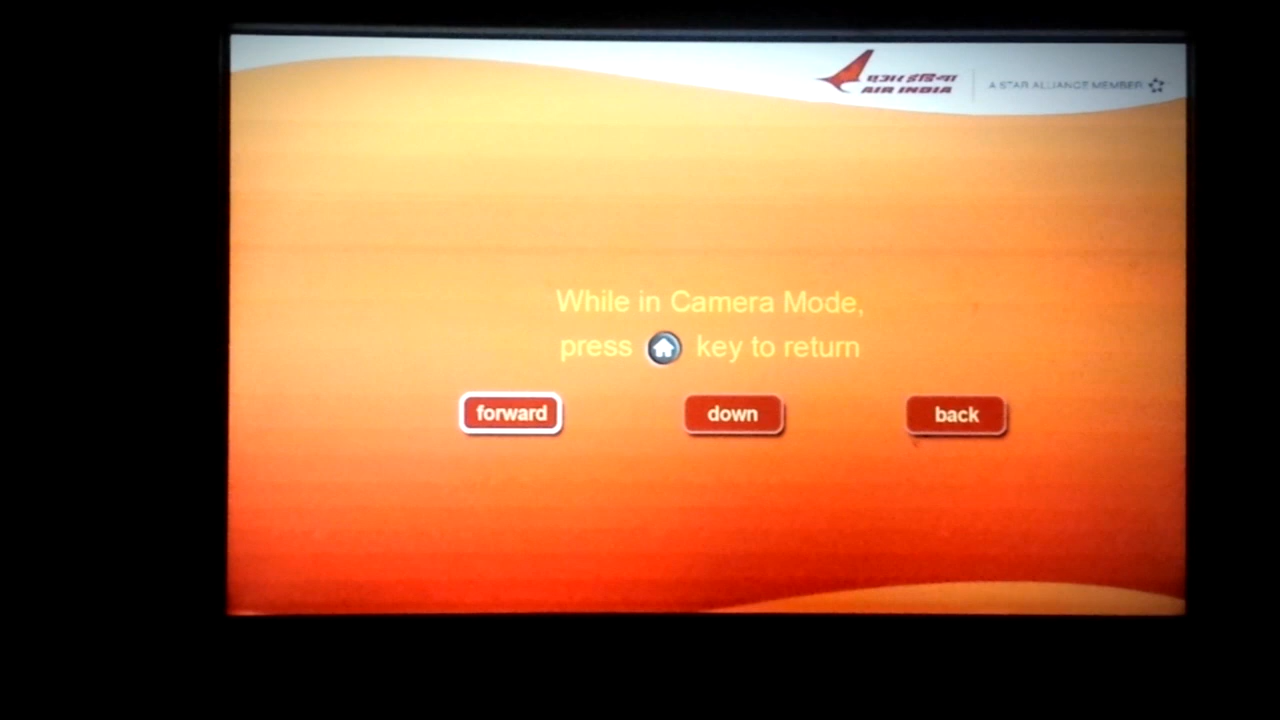 एअर इंडिया
AIR INDIA
A STAR ALLIANCE MEMBER
While in Camera Mode,
press key to return
forward down back